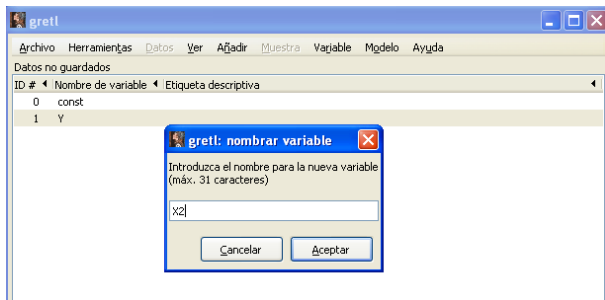 gretl
Archivo Herramientas Datos Ver Añadir Muestra Variable Modelo Ayuda
Datos no guardados
ID # Nombre de variable Etiqueta descriptiva
0 const
1 Y
gretl: nombrar variable
Introduzca el nombre para la nueva variable
(máx. 31 caracteres)
X2
Cancelar Aceptar